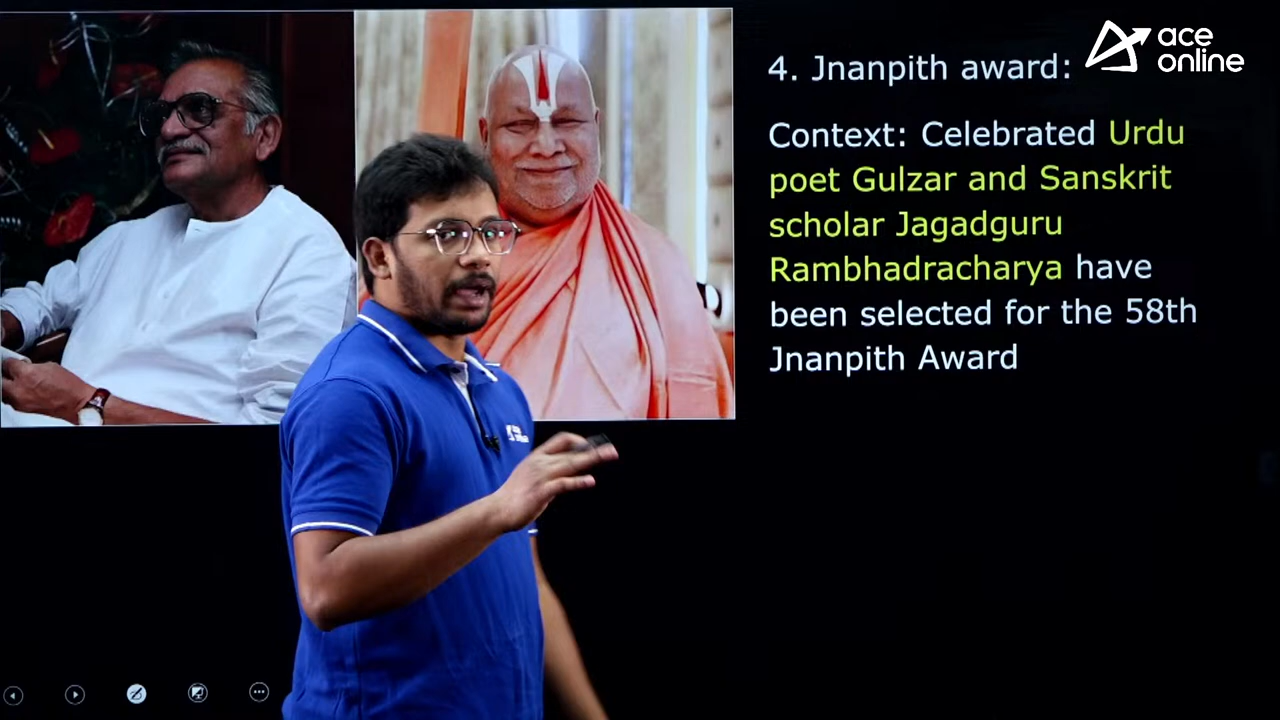 4. Jnanpith award:
ace
online
Context: Celebrated Urdu
poet Gulzar and Sanskrit
scholar Jagadguru
Rambhadracharya have
been selected for the 58th
Jnanpith Award